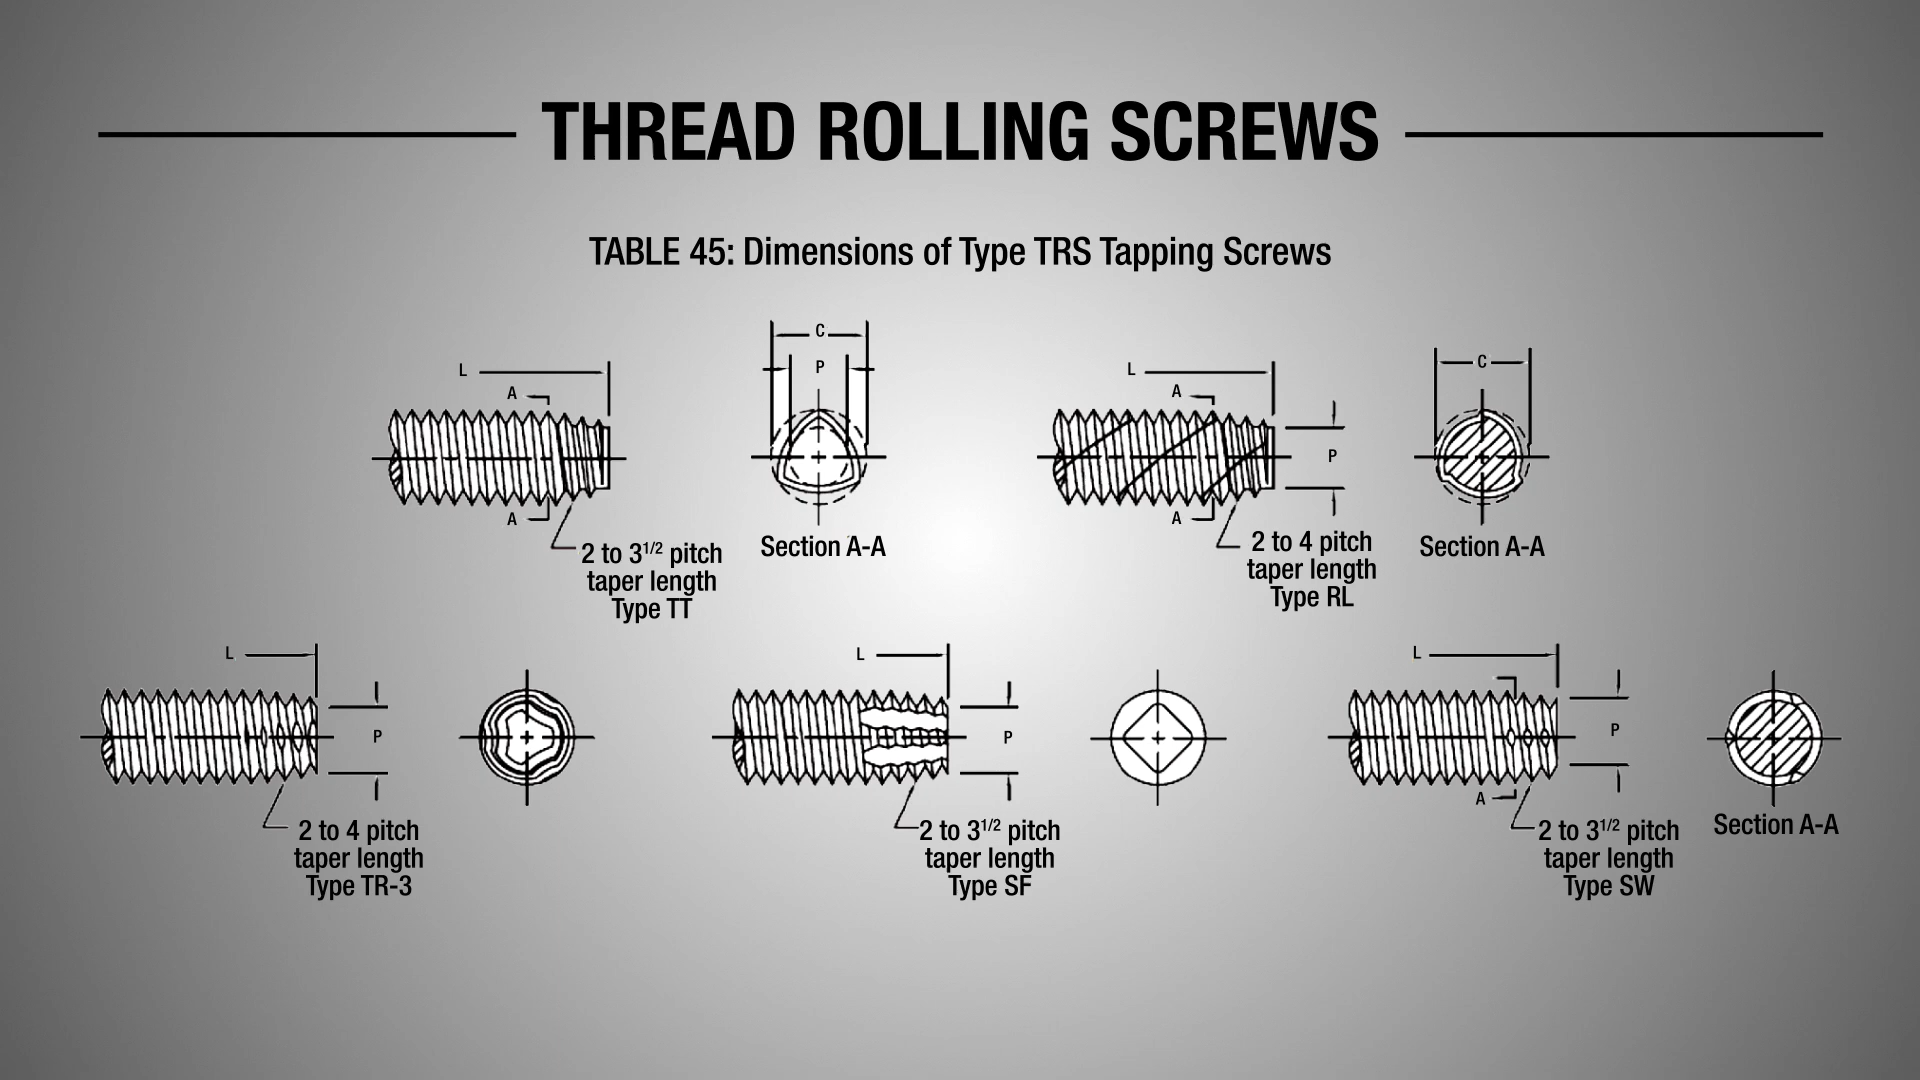 THREAD ROLLING SCREWS
TABLE 45: Dimensions of Type TRS Tapping Screws
L
A
A
2 to 3 1/2 pitch
taper length
Type TT
C
P
Section A-A
L
A
A
P
2 to 4 pitch
taper length
Type RL
C
Section A-A
L
P
2 to 4 pitch
taper length
Type TR-3
L
P
2 to 3 1/2 pitch
taper length
Type SF
L
P
A
2 to 3 1/2 pitch
taper length
Type SW
Section A-A